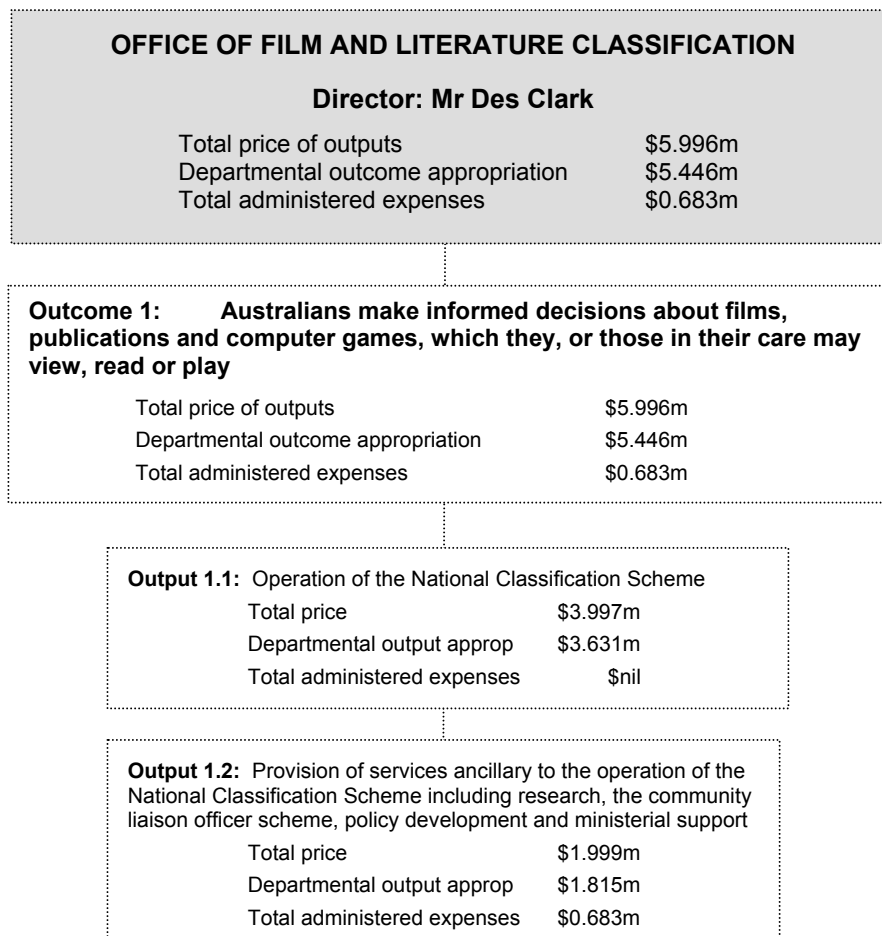 OFFICE OF FILM AND LITERATURE CLASSIFICATION
Director: Mr Des Clark
Total price of outputs $5.996m
Departmental outcome appropriation $5.446m
Total administered expenses $0.683m
Outcome 1: Australians make informed decisions about films,
publications and computer games, which they, or those in their care may
view, read or play
Total price of outputs $5.996m
Departmental outcome appropriation $5.446m
Total administered expenses $0.683m
Output 1.1: Operation of the National Classification Scheme
Total price $3.997m
Departmental output approp $3.631m
Total administered expenses $nil
Output 1.2: Provision of services ancillary to the operation of the
National Classification Scheme including research, the community
liaison officer scheme, policy development and ministerial support
Total price $1.999m
Departmental output approp $1.815m
Total administered expenses $0.683m